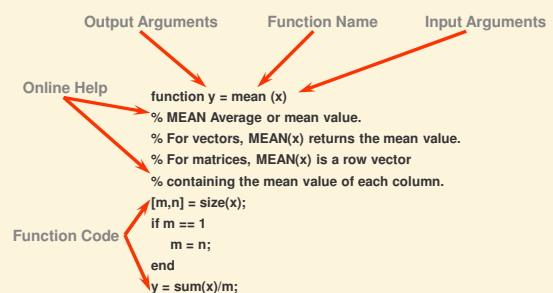 Output Arguments Function Name Input Arguments
Online Help
function y = mean (x)
% MEAN Average or mean value.
% For vectors, MEAN(x) returns the mean value.
% For matrices, MEAN(x) is a row vector
% containing the mean value of each column.
[m,n] = size(x);
if m == 1
m = n;
end
Function Code
y = sum(x)/m;